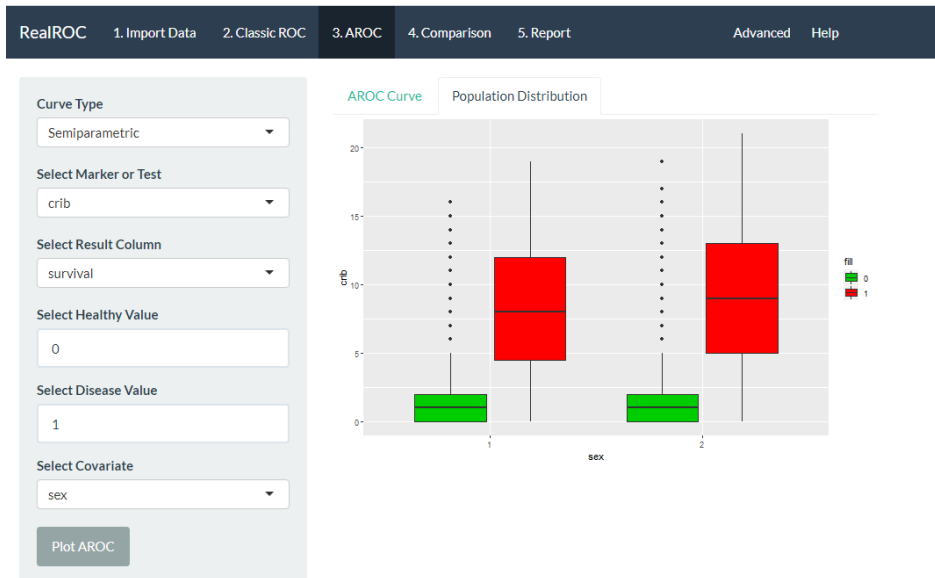 RealROC 1. Import Data 2. Classic ROC 3. AROC 4. Comparison 5. Report Advanced Help
Curve Type
Semiparametric
Select Marker or Test
crib
Select Result Column
survival
Select Healthy Value
0
Select Disease Value
1
Select Covariate
sex
Plot AROC
AROC Curve Population Distribution
20
15
10
5
0
crib
1 2
sex
fill
0
1